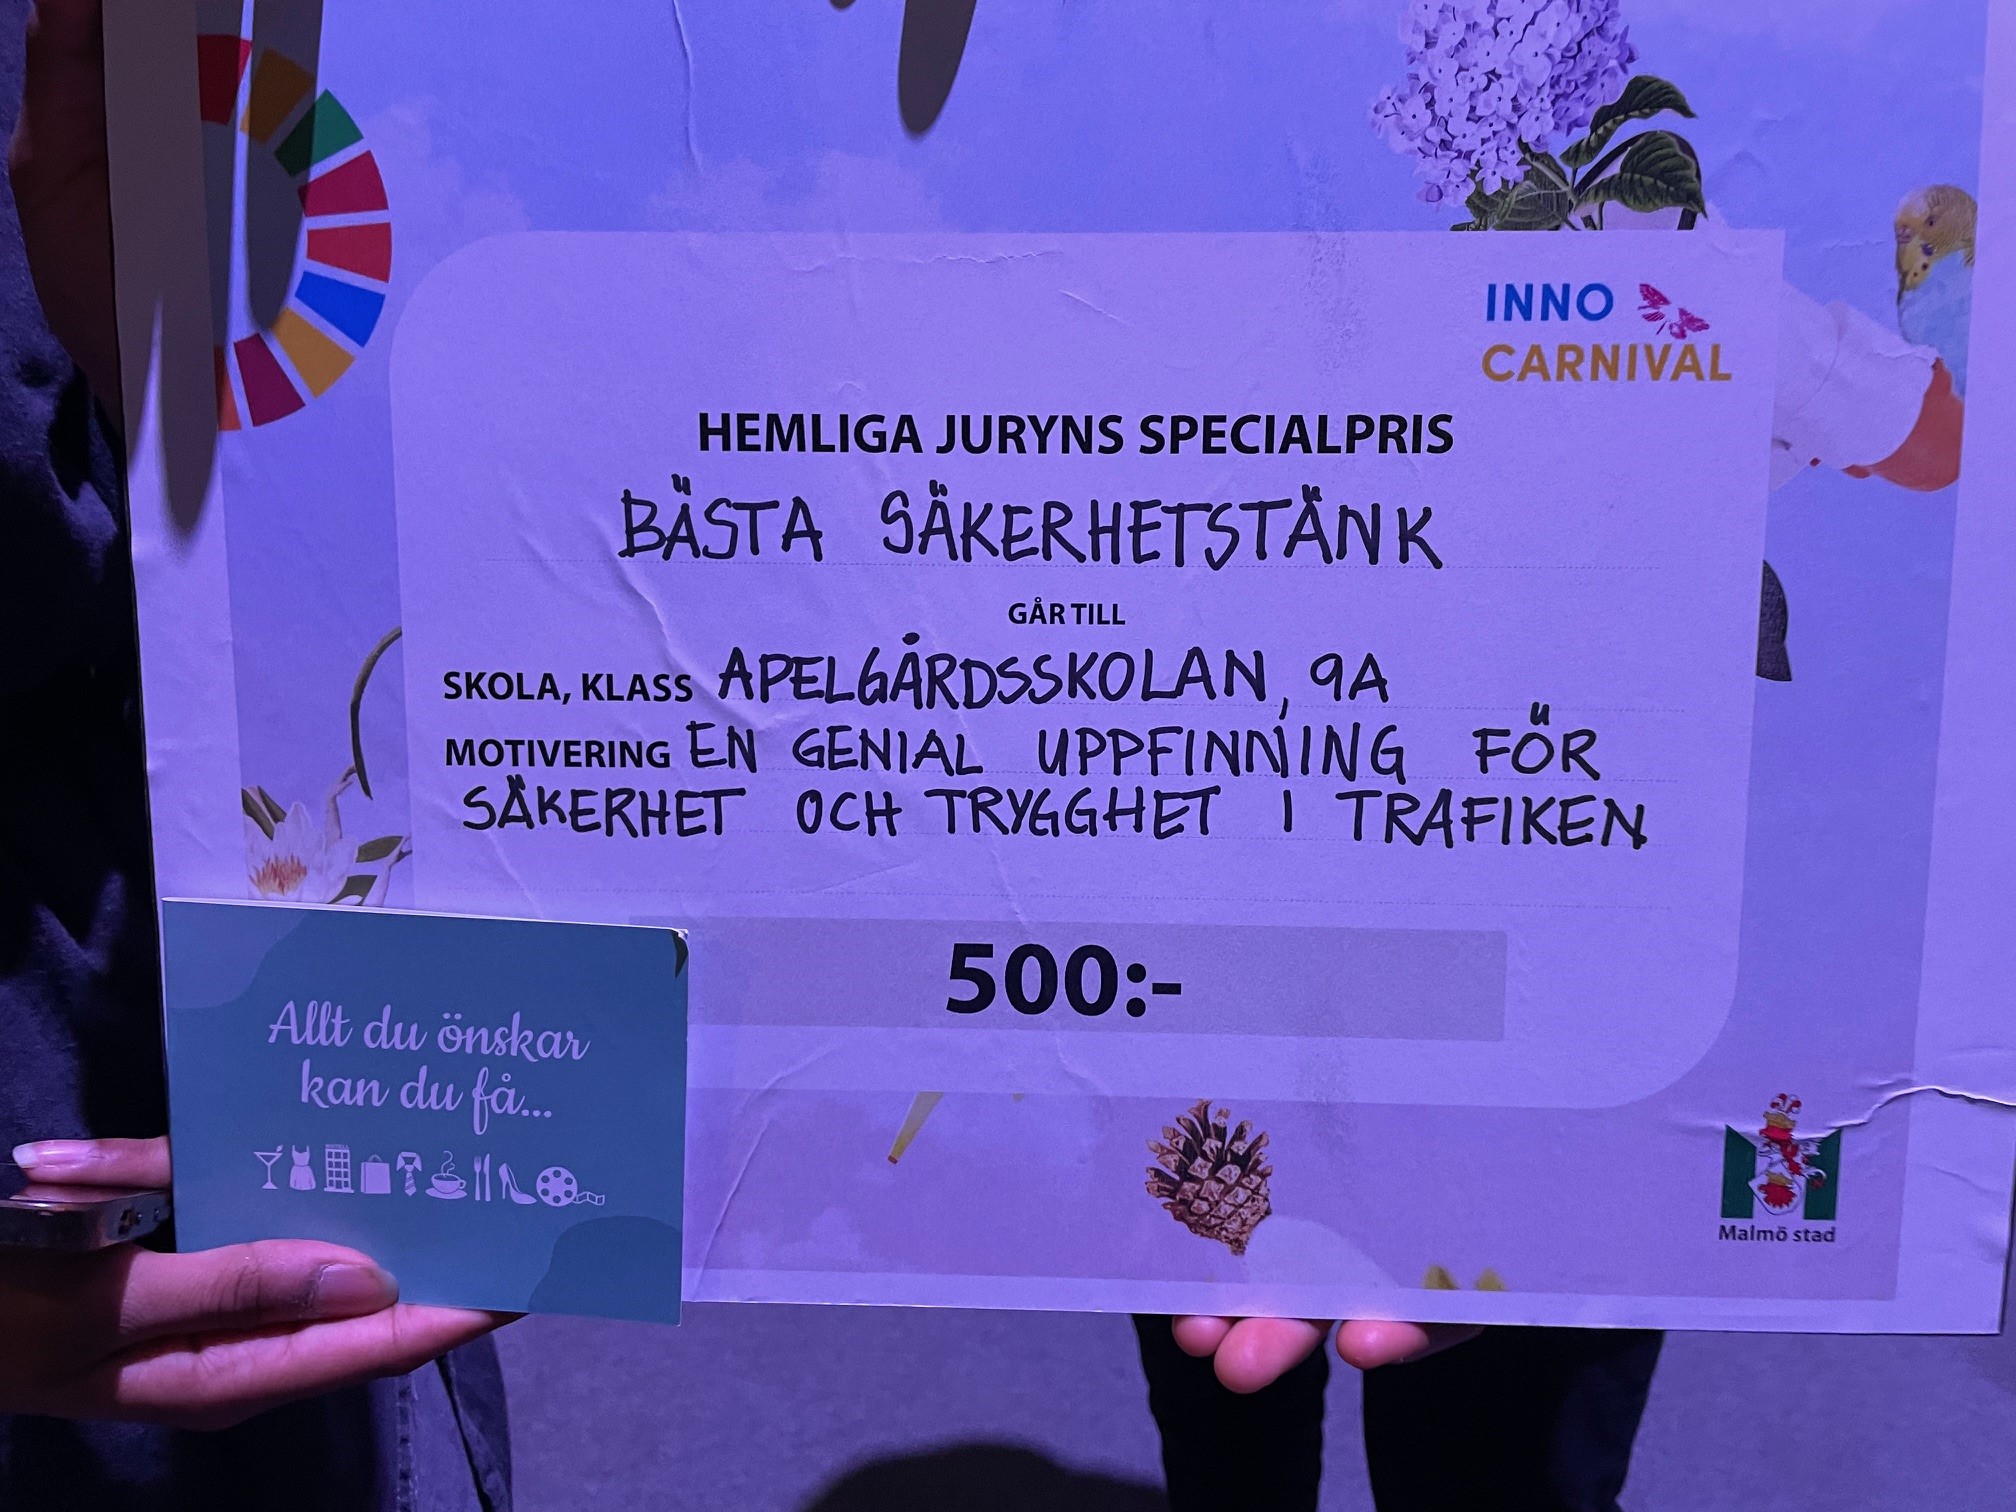 INNO
CARNIVAL
HEMLIGA JURYNS SPECIALPRIS
BÄSTA SÄKERHETSTÄNK
GÅR TILL
SKOLA, KLASS APELGÅRDSSKOLAN, 9A
MOTIVERING EN GENIAL UPPFINNING FÖR
SÄKERHET OCH TRYGGHET I TRAFIKEN
500:-
Allt du önskar
kan du få...
Malmö stad